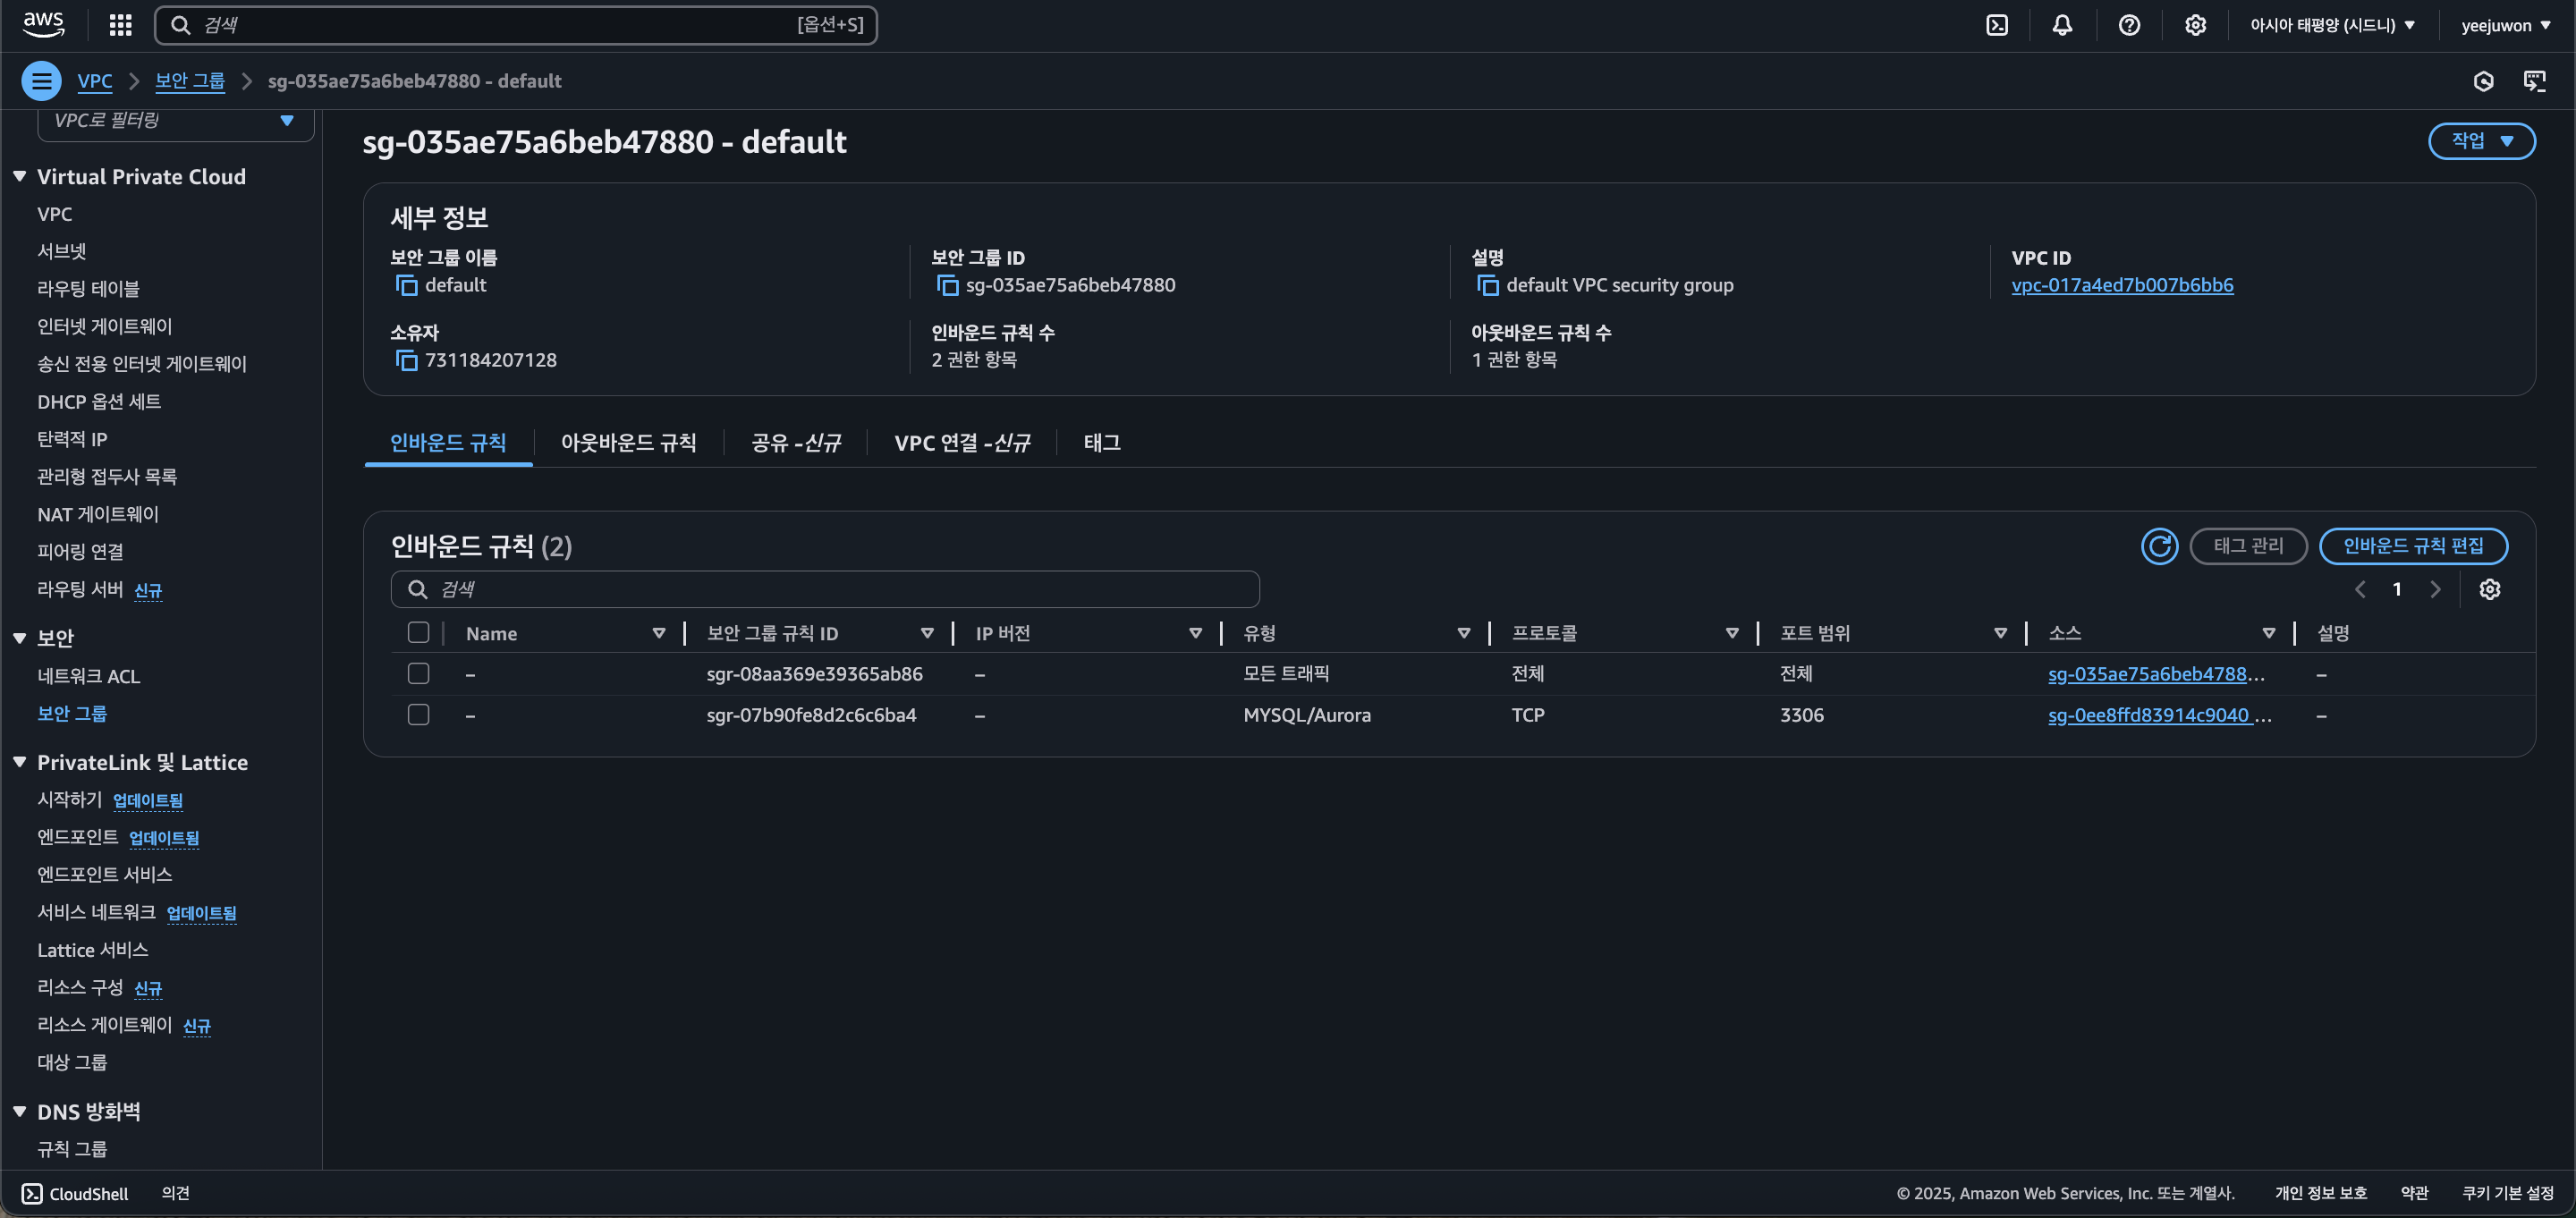 aws
검색 [옵션+S] 아시아 태평양 (시드니) yeejuwon
VPC 보안 그룹 sg-035ae75a6beb47880 - default
VPC로 필터링
Virtual Private Cloud
VPC
서브넷
라우팅 테이블
인터넷 게이트웨이
송신 전용 인터넷 게이트웨이
DHCP 옵션 세트
탄력적 IP
관리형 접두사 목록
NAT 게이트웨이
피어링 연결
라우팅 서버 신규
보안
네트워크 ACL
보안 그룹
PrivateLink 및 Lattice
시작하기 업데이트됨
엔드포인트 업데이트됨
엔드포인트 서비스
서비스 네트워크 업데이트됨
Lattice 서비스
리소스 구성 신규
리소스 게이트웨이 신규
대상 그룹
DNS 방화벽
규칙 그룹
sg-035ae75a6beb47880 - default
작업
세부 정보
보안 그룹 이름
default
보안 그룹 ID
sg-035ae75a6beb47880
설명
default VPC security group
VPC ID
vpc-017a4ed7b007b6bb6
소유자
731184207128
인바운드 규칙 수
2 권한 항목
아웃바운드 규칙 수
1 권한 항목
인바운드 규칙 아웃바운드 규칙 공유 -신규 VPC 연결 -신규 태그
인바운드 규칙 (2)
태그 관리 인바운드 규칙 편집
검색
1
Name 보안 그룹 규칙 ID IP 버전 유형 프로토콜 포트 범위 소스 설명
– sgr-08aa369e39365ab86 – 모든 트래픽 전체 전체 sg-035ae75a6beb4788... –
– sgr-07b90fe8d2c6c6ba4 – MYSQL/Aurora TCP 3306 sg-0ee8ffd83914c9040 ... –
CloudShell 의견 © 2025, Amazon Web Services, Inc. 또는 계열사. 개인 정보 보호 약관 쿠키 기본 설정